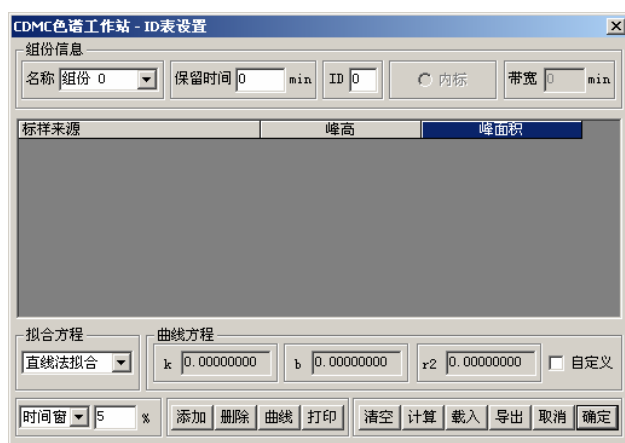 CDMC色谱工作站 - ID表设置
组份信息
名称 组份 0 保留时间 0 min ID 0 内标 带宽 0 min
标样来源 峰高 峰面积
拟合方程 曲线方程
直线法拟合 k 0.00000000 b 0.00000000 r2 0.00000000 自定义
时间窗 5 % 添加 删除 曲线 打印 清空 计算 载入 导出 取消 确定